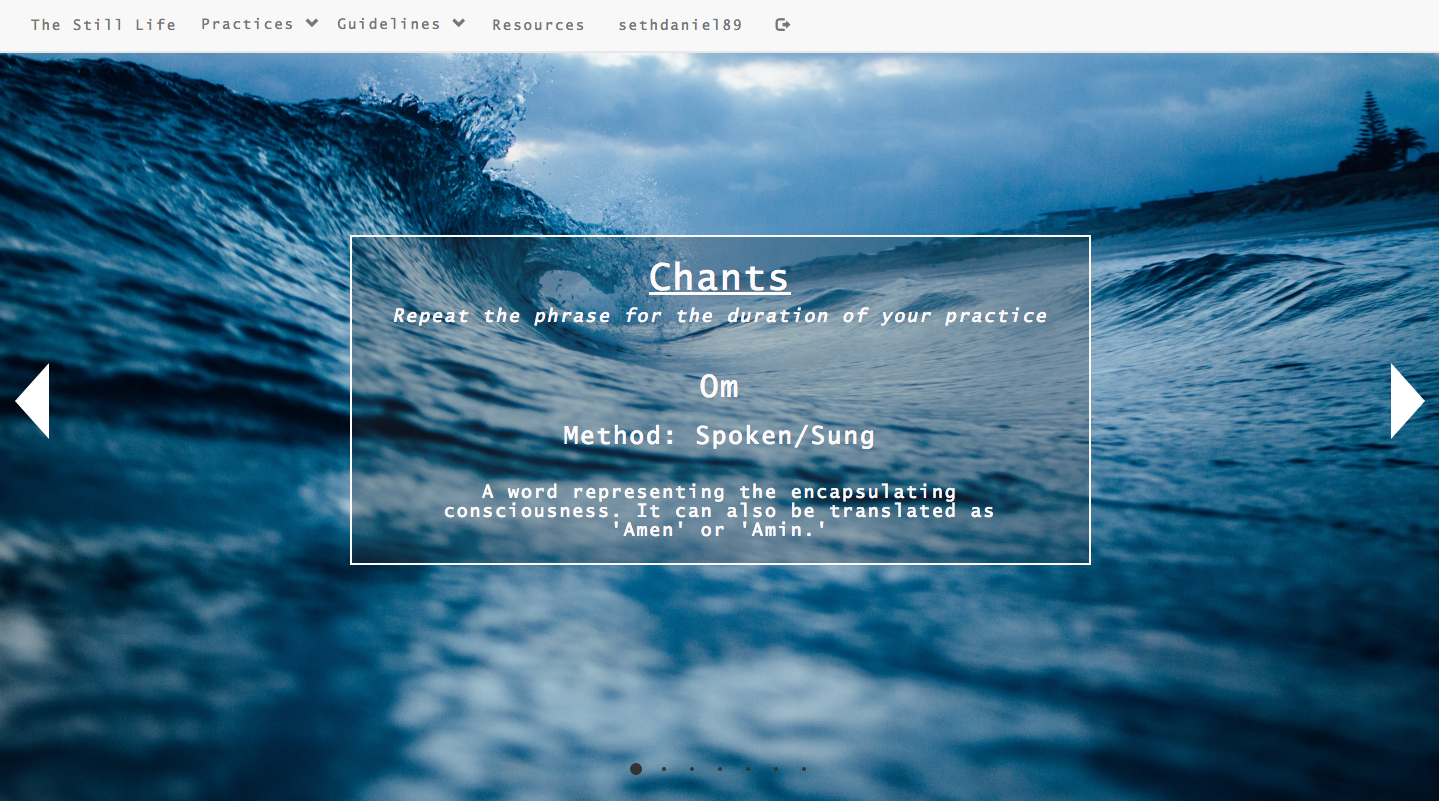 The Still Life Practices Guidelines Resources sethdaniel89
Chants
Repeat the phrase for the duration of your practice
Om
Method: Spoken/Sung
A word representing the encapsulating
consciousness. It can also be translated as
'Amen' or 'Amin.'